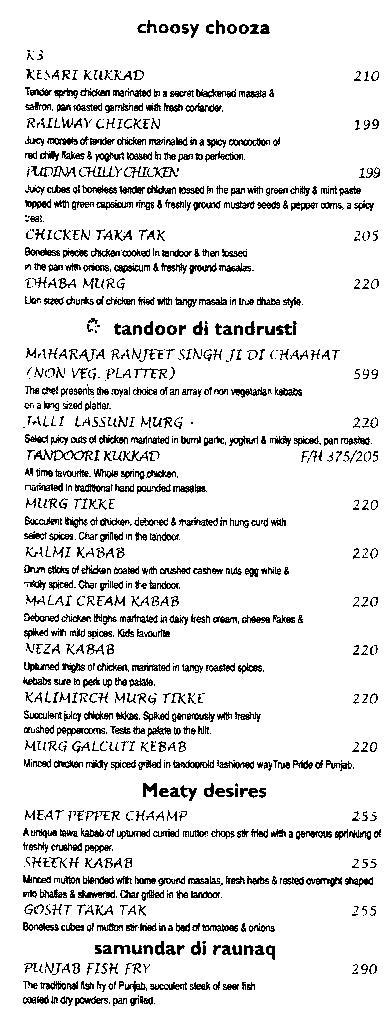 choosy chooza
K3
KESARI KUKKAD 210
Tender spring chicken marinated in a secret blackened masala &
saffron, pan roasted garnished with fresh coriander.
RAILWAY CHICKEN 199
Juicy morsels of tender chicken marinated in a spicy concoction of
red chilly flakes & yoghurt tossed in the pan to perfection.
PUDINA CHILLY CHICKEN 199
Juicy cubes of boneless tender chicken tossed in the pan with green chilly & mint paste
topped with green capsicum rings & freshly ground mustard seeds & pepper corns, a spicy
treat.
CHICKEN TAKA TAK 205
Boneless pieces chicken cooked in tandoor & then tossed
in the pan with onions, capsicum & freshly ground masalas.
DHABA MURG 220
Lion sized chunks of chicken fried with tangy masala in true dhaba style.
tandoor di tandrusti
MAHARAJA RANJEET SINGH JI DI CHAAHAT
(NON VEG. PLATTER) 599
The chef presents the royal choice of an array of non vegetarian kababs
on a long sized platter.
JALLI LASSUNI MURG 220
Select juicy cuts of chicken marinated in burnt garlic, yoghurt & mildly spiced, pan roasted.
TANDOORI KUKKAD F/H 375/205
All time favourite. Whole spring chicken,
marinated in traditional hand pounded masalas.
MURG TIKKE 220
Succulent thighs of chicken, deboned & marinated in hung curd with
select spices. Char grilled in the tandoor.
KALMI KABAB 220
Drum sticks of chicken coated with crushed cashew nuts egg white &
mildly spiced. Char grilled in the tandoor.
MALAI CREAM KABAB 220
Deboned chicken thighs marinated in dairy fresh cream, cheese flakes &
spiked with mild spices. Kids favourite
NEZA KABAB 220
Upturned thighs of chicken, marinated in tangy roasted spices,
kebabs sure to perk up the palate.
KALIMIRCH MURG TIKKE 220
Succulent juicy chicken tikkas. Spiked generously with freshly
crushed peppercorns. Tests the palate to the hilt.
MURG GALOUTI KEBAB 220
Minced chicken mildly spiced grilled in tandoorold fashioned wayTrue Pride of Punjab.
Meaty desires
MEAT PEPPER CHAAMP 255
A unique tawa kabab of upturned curried mutton chops stir fried with a generous sprinkling of
freshly crushed pepper.
SHEEKH KABAB 255
Minced mutton blended with home ground masalas, fresh herbs & rested overnight shaped
into bhallas & skewered. Char grilled in the tandoor.
GOSHT TAKA TAK 255
Boneless cubes of mutton stir fried in a bed of tomatoes & onions
samundar di raunaq
PUNJAB FISH FRY 290
The traditional fish fry of Punjab, succulent steak of seer fish
coated in dry powders, pan grilled.